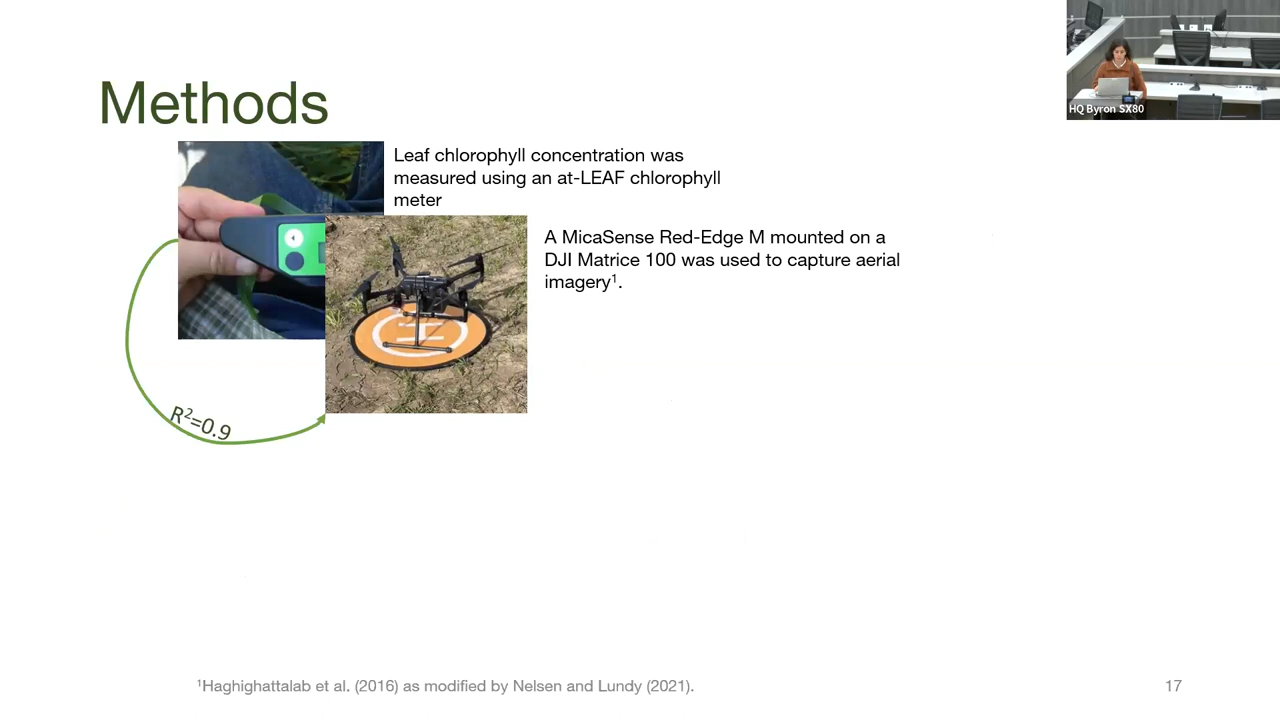 HQ Byron SX80
Methods
Leaf chlorophyll concentration was
measured using an at-LEAF chlorophyll
meter
A MicaSense Red-Edge M mounted on a
DJI Matrice 100 was used to capture aerial
imagery¹.
H
R²=0.9
¹Haghighattalab et al. (2016) as modified by Nelsen and Lundy (2021).
17